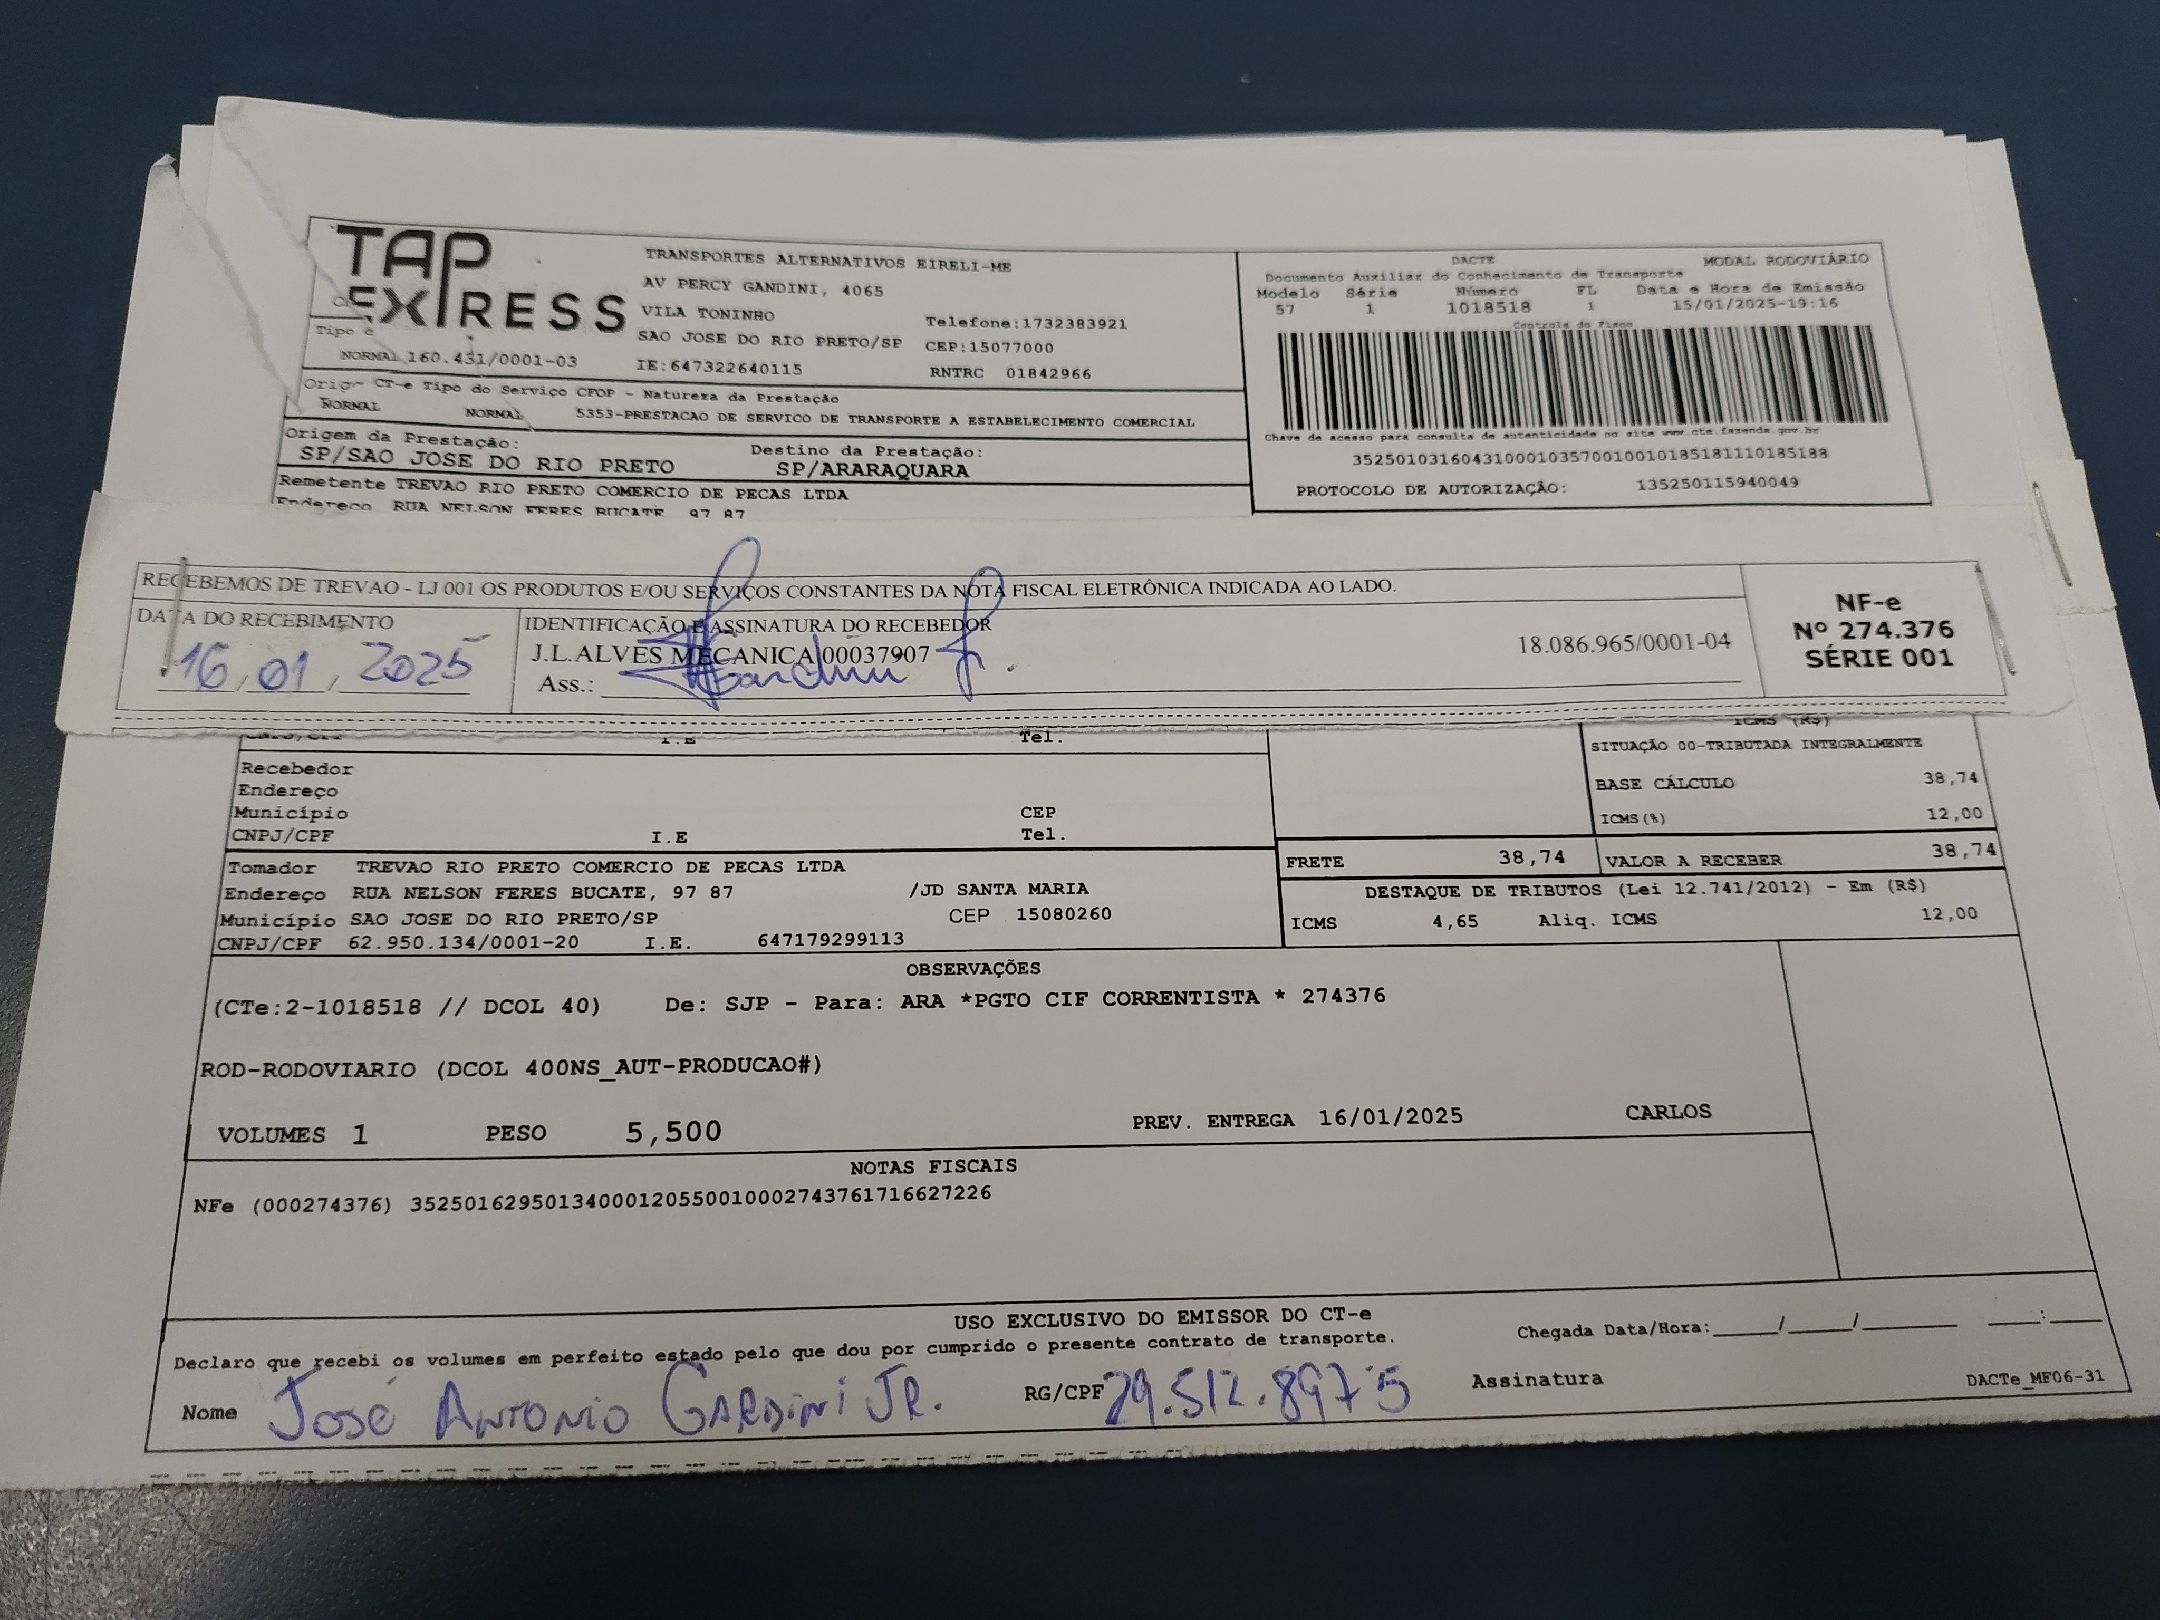 TAP EXPRESS
TRANSPORTES ALTERNATIVOS EIRELI-ME
AV PERCY GANDINI, 4065
VILA TONINHO
Telefone:1732383921
SAO JOSE DO RIO PRETO/SP CEP:15077000
NORMAL 160.431/0001-03 IE:647322640115 RNTRC 01842966
Tipo
CT-e Tipo do Serviço CFOP - Natureza da Prestação
NORMAL NORMAL 5353-PRESTACAO DE SERVICO DE TRANSPORTE A ESTABELECIMENTO COMERCIAL
Origem da Prestação: Destino da Prestação:
SP/SAO JOSE DO RIO PRETO SP/ARARAQUARA
Remetente TREVAO RIO PRETO COMERCIO DE PECAS LTDA
Endereço RUA NELSON FERES BUCATE, 97 87
DACTE MODAL RODOVIÁRIO
Documento Auxiliar do Conhecimento de Transporte
Modelo Série Número FL Data e Hora de Emissão
57 1 1018518 1 15/01/2025-19:16
Controle do Fisco
Chave de acesso para consulta de autenticidade no site www.cte.fazenda.gov.br
35250103160431000103570010010185181110185188
PROTOCOLO DE AUTORIZAÇÃO: 135250115940049
RECEBEMOS DE TREVAO - LJ 001 OS PRODUTOS E/OU SERVIÇOS CONSTANTES DA NOTA FISCAL ELETRÔNICA INDICADA AO LADO.
DATA DO RECEBIMENTO
16/01/2025
IDENTIFICAÇÃO E ASSINATURA DO RECEBEDOR
J.L.ALVES MECANICA 00037907 18.086.965/0001-04
Ass.:
NF-e
Nº 274.376
SÉRIE 001
CNPJ/CPF I.E Tel.
Recebedor
Endereço
Município CEP
CNPJ/CPF I.E Tel.
ICMS (R$)
SITUAÇÃO 00-TRIBUTADA INTEGRALMENTE
BASE CÁLCULO 38,74
ICMS(%) 12,00
Tomador TREVAO RIO PRETO COMERCIO DE PECAS LTDA
Endereço RUA NELSON FERES BUCATE, 97 87 /JD SANTA MARIA
Município SAO JOSE DO RIO PRETO/SP CEP 15080260
CNPJ/CPF 62.950.134/0001-20 I.E. 647179299113
FRETE 38,74 VALOR A RECEBER 38,74
DESTAQUE DE TRIBUTOS (Lei 12.741/2012) - Em (R$)
ICMS 4,65 Aliq. ICMS 12,00
OBSERVAÇÕES
(CTe:2-1018518 // DCOL 40) De: SJP - Para: ARA *PGTO CIF CORRENTISTA * 274376
ROD-RODOVIARIO (DCOL 400NS_AUT-PRODUCAO#)
VOLUMES 1 PESO 5,500 PREV. ENTREGA 16/01/2025 CARLOS
NOTAS FISCAIS
NFe (000274376) 35250162950134000120550010002743761716627226
USO EXCLUSIVO DO EMISSOR DO CT-e
Declaro que recebi os volumes em perfeito estado pelo que dou por cumprido o presente contrato de transporte. Chegada Data/Hora:____/____/______ ___:___
Nome JOSÉ ANTONIO GARDINI JR. RG/CPF 29.512.897 5 Assinatura DACTe_MF06-31